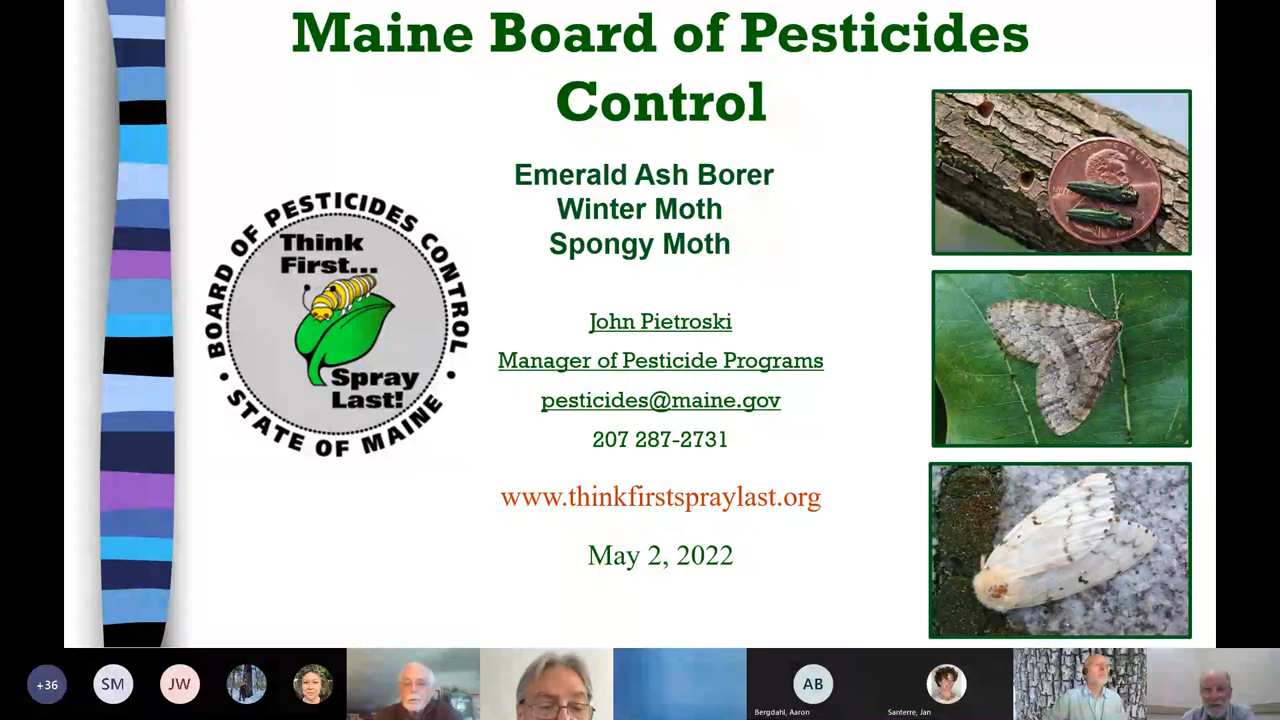 Maine Board of Pesticides
Control
Emerald Ash Borer
Winter Moth
Spongy Moth
BOARD OF PESTICIDES CONTROL
Think
First...
Spray
Last!
• STATE OF MAINE •
John Pietroski
Manager of Pesticide Programs
pesticides@maine.gov
207 287-2731
www.thinkfirstspraylast.org
May 2, 2022
+36
SM
JW
AB
Bergdahl, Aaron
Santerre, Jan